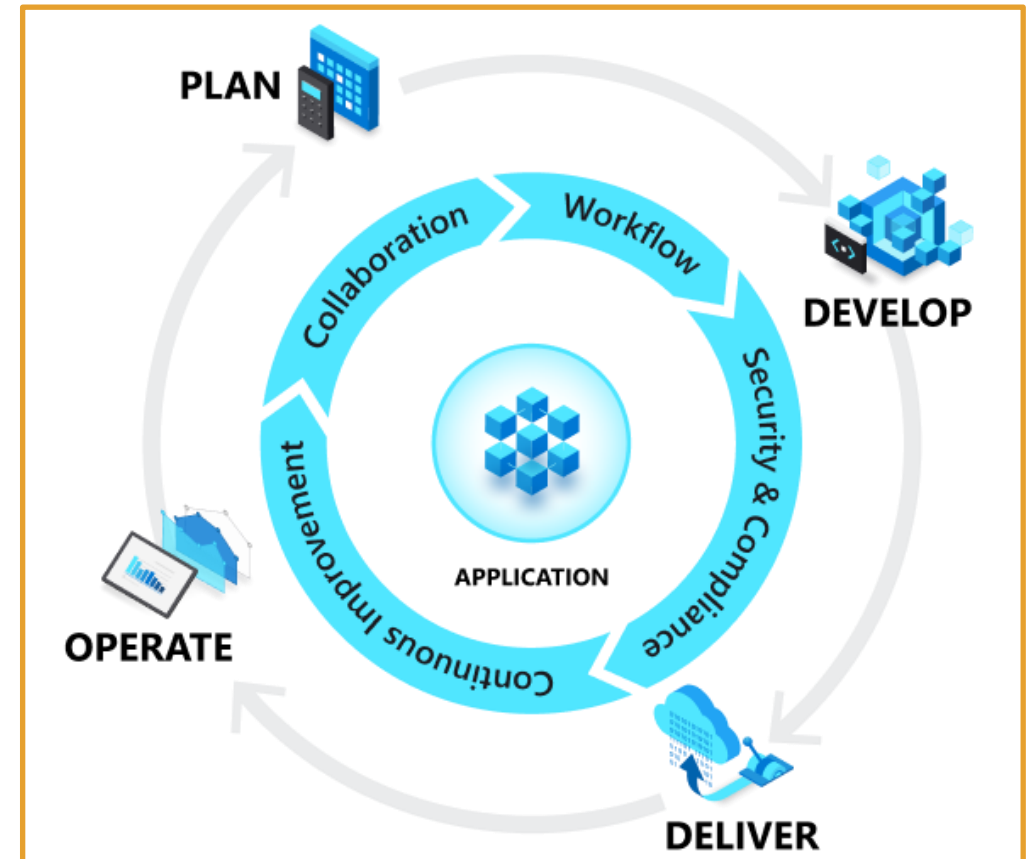 PLAN
Workflow
Collaboration
DEVELOP
Security & Compliance
APPLICATION
Continuous Improvement
OPERATE
DELIVER